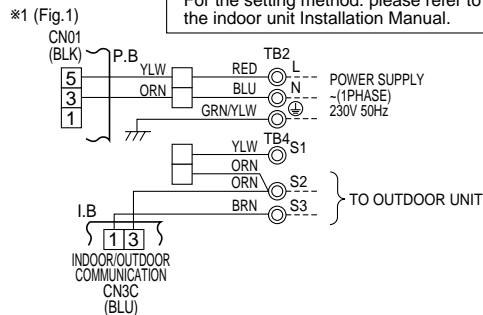 For the setting method. please refer to
the indoor unit Installation Manual.
*1 (Fig.1)
CN01
(BLK)
P.B
5
3
1
YLW
ORN
RED
BLU
GRN/YLW
TB2
L
N
POWER SUPPLY
~(1PHASE)
230V 50Hz
TB4
YLW
S1
ORN
ORN
S2
BRN
S3
TO OUTDOOR UNIT
I.B
1 3
INDOOR/OUTDOOR
COMMUNICATION
CN3C
(BLU)